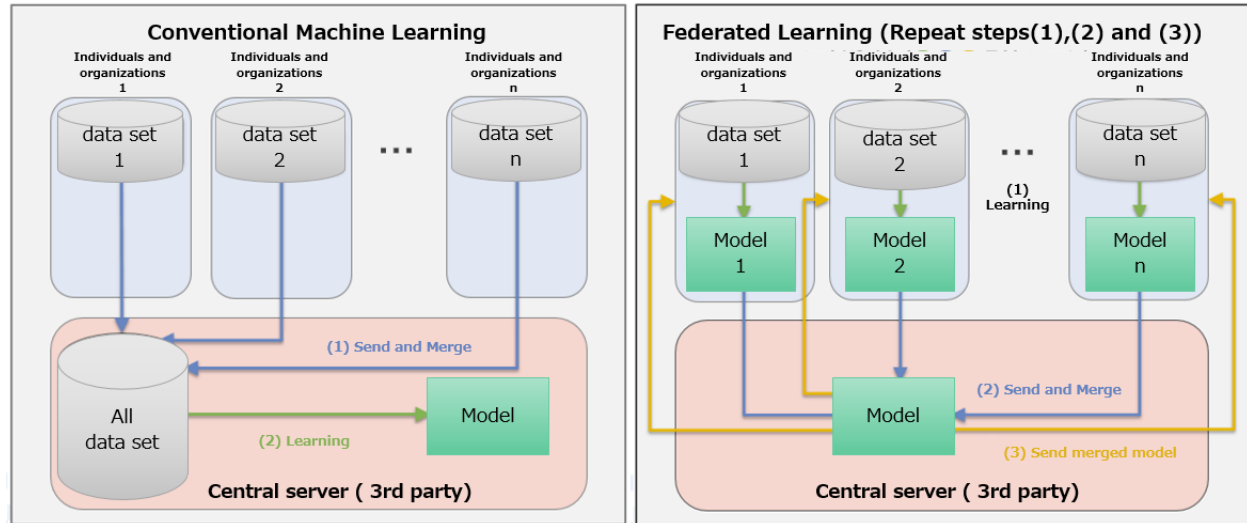 Conventional Machine Learning
Individuals and
organizations
1
Individuals and
organizations
2
Individuals and
organizations
n
data set
1
data set
2
...
data set
n
(1) Send and Merge
All
data set
(2) Learning
Model
Central server ( 3rd party)
Federated Learning (Repeat steps(1),(2) and (3))
Individuals and organizations
1
Individuals and organizations
2
Individuals and organizations
n
data set
1
data set
2
...
data set
n
(1)
Learning
Model
1
Model
2
Model
n
(2) Send and Merge
Model
(3) Send merged model
Central server ( 3rd party)